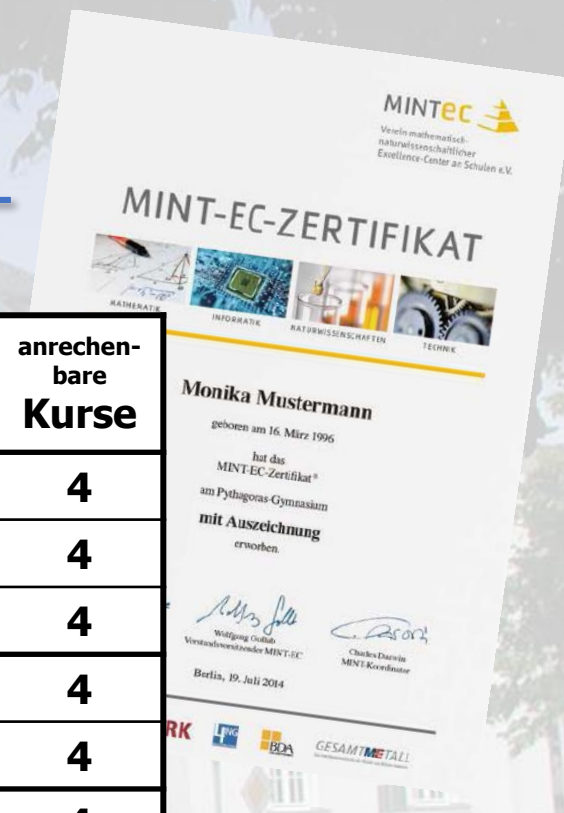 MINTec
Verein mathematisch-
naturwissenschaftlicher
Excellence-Center an Schulen e.V.
MINT-EC-ZERTIFIKAT
MATHEMATIK
INFORMATIK
NATURWISSENSCHAFTEN
TECHNIK
Monika Mustermann
geboren am 16. März 1996
hat das
MINT-EC-Zertifikat®
am Pythagoras-Gymnasium
mit Auszeichnung
erworben.
Wolfgang Gollub
Vorstandsvorsitzender MINT-EC
Charles Darwin
MINT-Koordinator
Berlin, 19. Juli 2014
RK
BDA
GESAMTMETALL
anrechen-
bare
Kurse
4
4
4
4
4